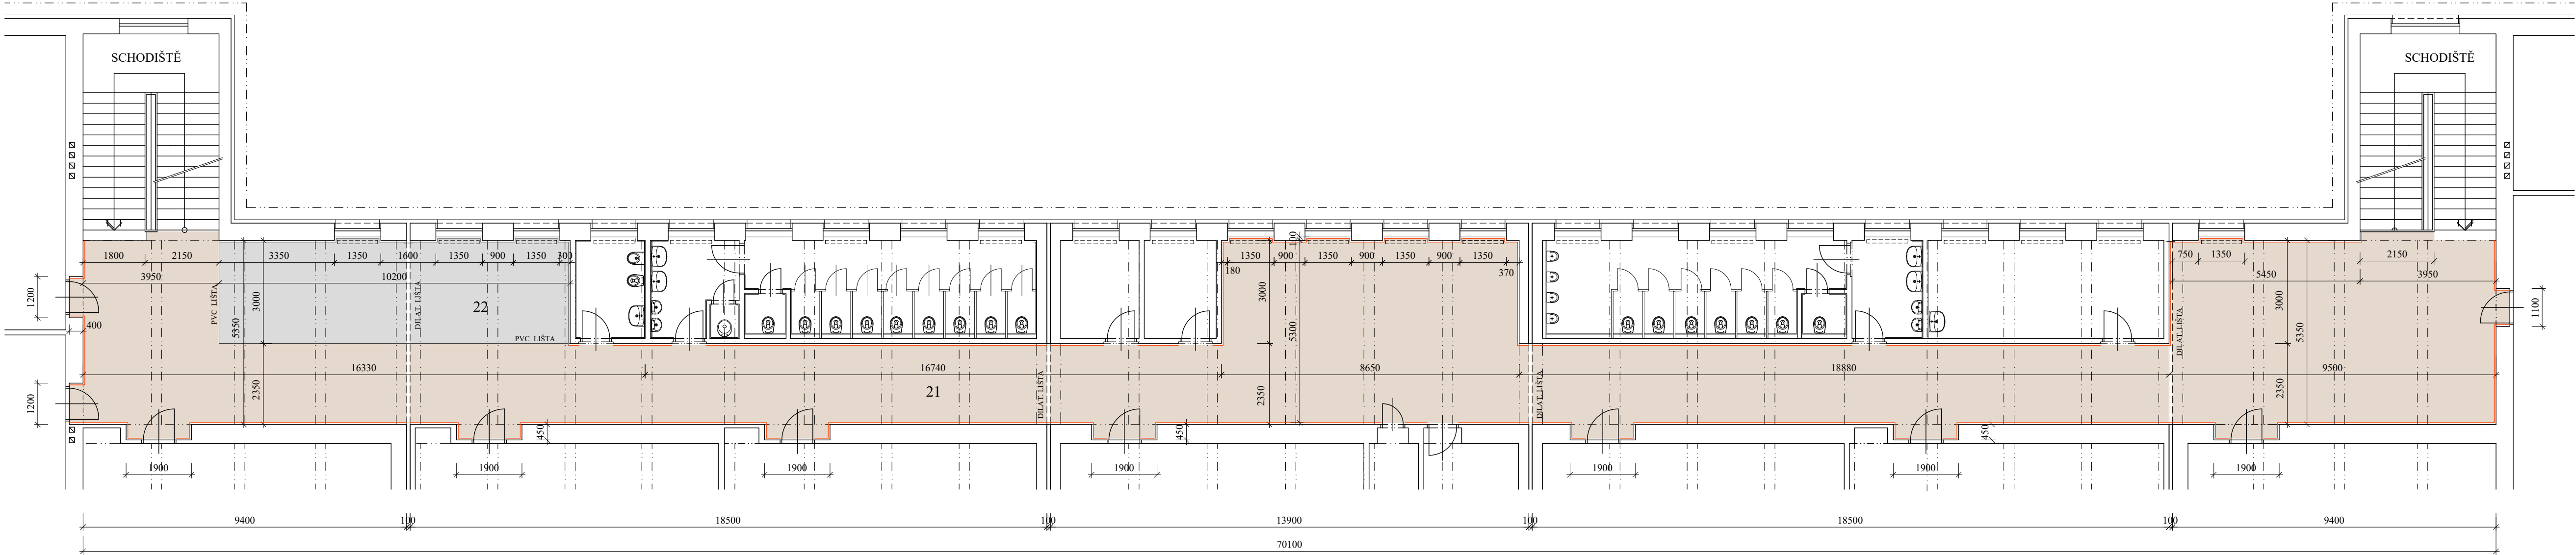 SCHODIŠTĚ SCHODIŠTĚ
1800 2150 3350 1350 1600 1350 900 1350 300 100 1350 900 1350 900 1350 900 1350 750 1350 2150
180 370
3950 10200 5450 3950
1200 PVC LIŠTA DILAT. LIŠTA 3000 22 3000 3000 1100
400 5350 5300 DILAT. LIŠTA 5350
PVC LIŠTA
16330 16740 8650 18880 9500
1200 2350 21 DILAT. LIŠTA 2350 DILAT. LIŠTA 2350
450 450 450
1900 1900 1900 1900 1900 1900 1900
9400 100 18500 100 13900 100 18500 100 9400
70100